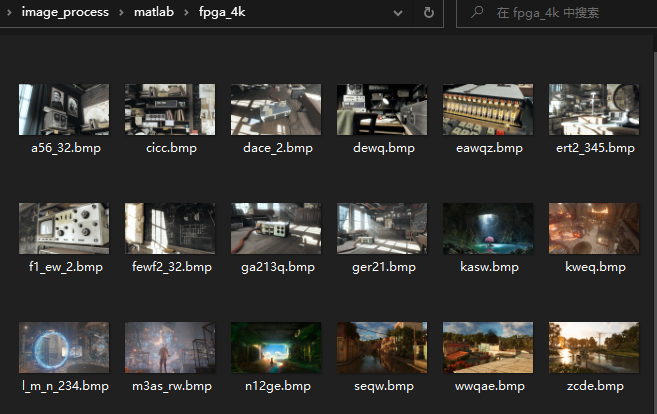 image_process > matlab > fpga_4k
在 fpga_4k 中搜索
a56_32.bmp
cicc.bmp
dace_2.bmp
dewq.bmp
eawqz.bmp
ert2_345.bmp
f1_ew_2.bmp
fewf2_32.bmp
ga213q.bmp
ger21.bmp
kasw.bmp
kweq.bmp
l_m_n_234.bmp
m3as_rw.bmp
n12ge.bmp
seqw.bmp
wwqae.bmp
zcde.bmp